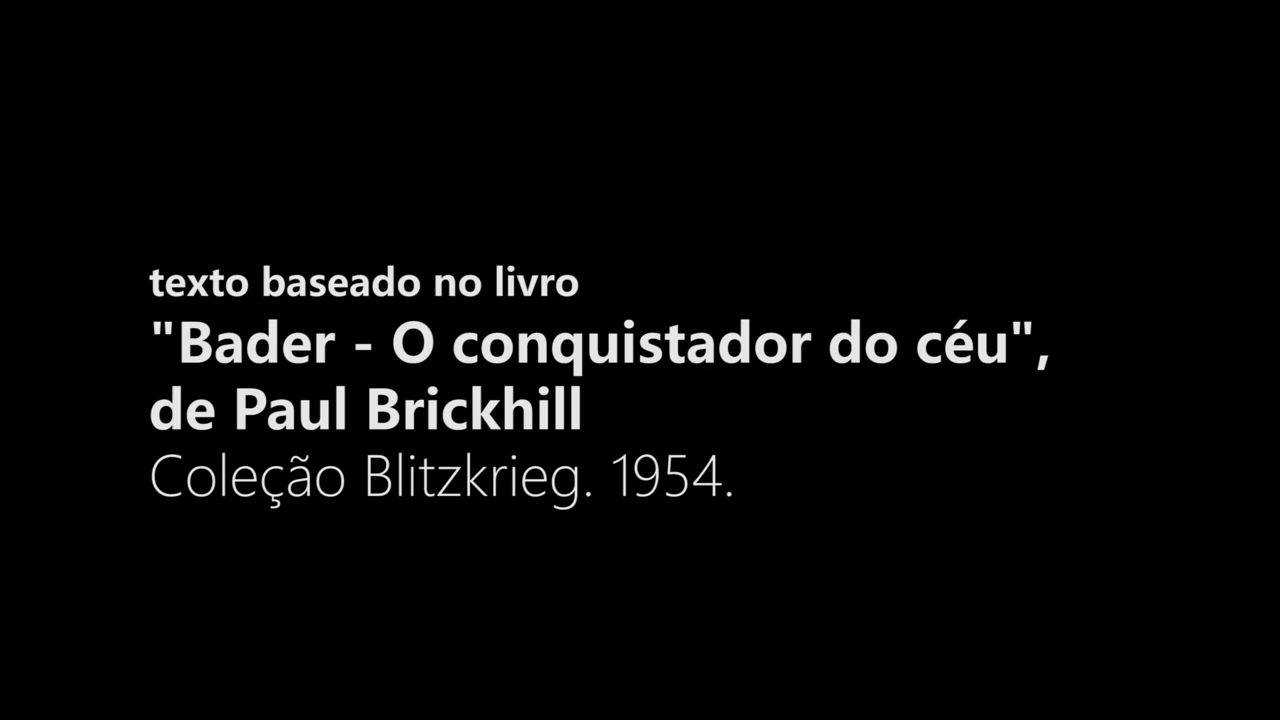 texto baseado no livro
"Bader - O conquistador do céu",
de Paul Brickhill
Coleção Blitzkrieg. 1954.